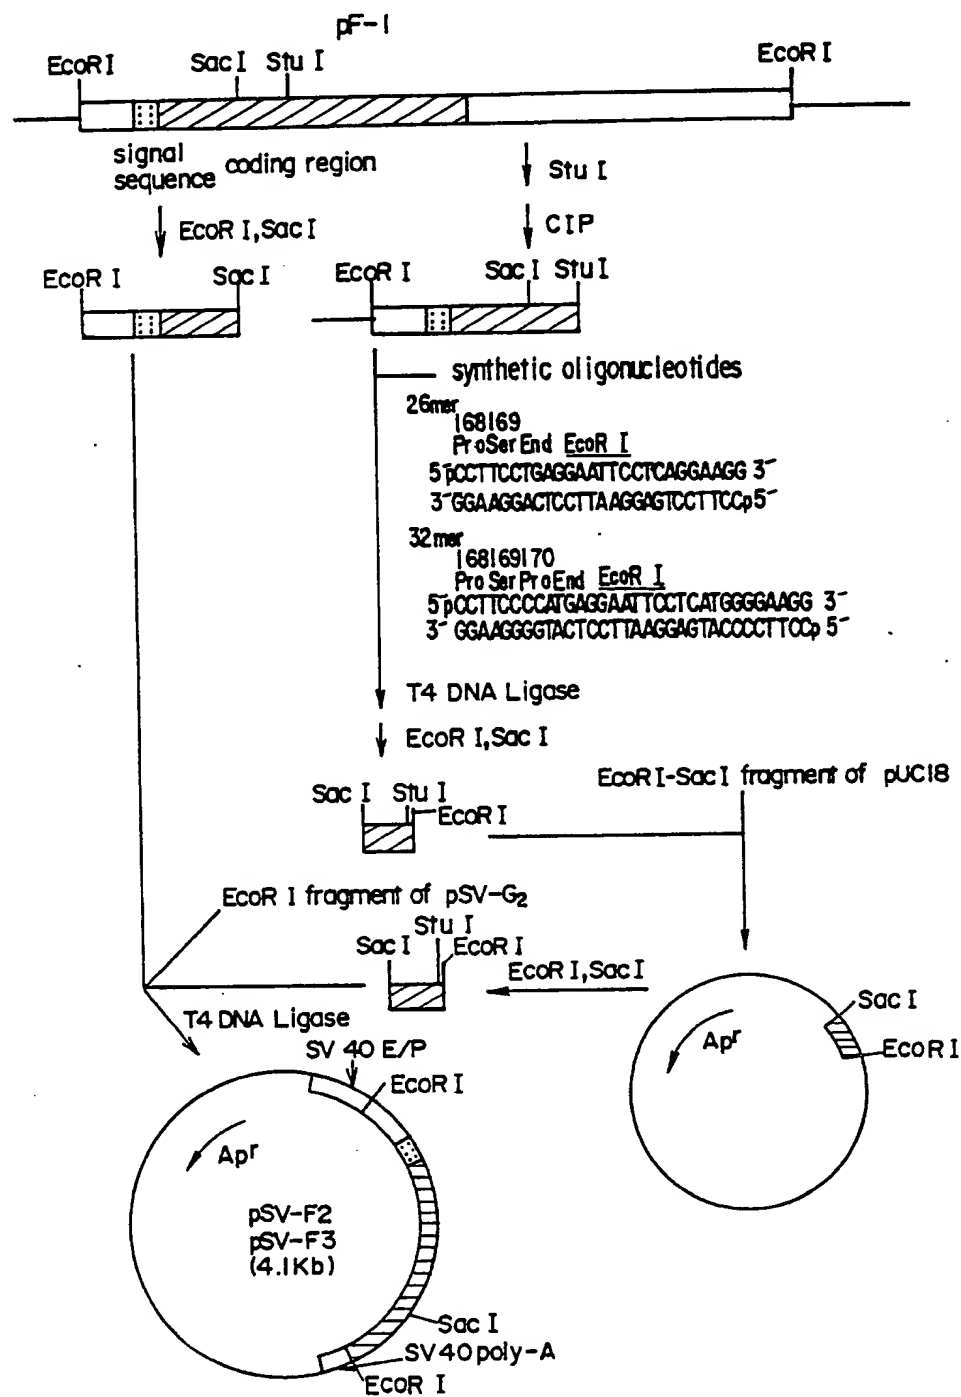 pF-1
EcoR I
Sac I
Stu I
EcoR I
signal sequence
coding region
Stu I
EcoR I, Sac I
CIP
EcoR I
Sac I
EcoR I
Sac I
Stu I
synthetic oligonucleotides
26mer
168169
ProSerEnd EcoR I
5´pCCTTCCTGAGGAATTCCTCAGGAAGG 3´
3´GGAAGGACTCCTTAAGGAGTCCTTCCp5´
32mer
168169170
ProSerProEnd EcoR I
5´pCCTTCCCCATGAGGAATTCCTCATGGGGAAGG 3´
3´ GGAAGGGGTACTCCTTAAGGAGTACCCCTTCCp 5´
T4 DNA Ligase
EcoR I, Sac I
EcoR I-Sac I fragment of pUC18
Sac I
Stu I
EcoR I
EcoR I fragment of pSV-G2
Stu I
Sac I
EcoR I
EcoR I, Sac I
Sac I
T4 DNA Ligase
Apr
EcoR I
SV 40 E/P
EcoR I
Apr
pSV-F2
pSV-F3
(4.1Kb)
Sac I
SV40 poly-A
EcoR I